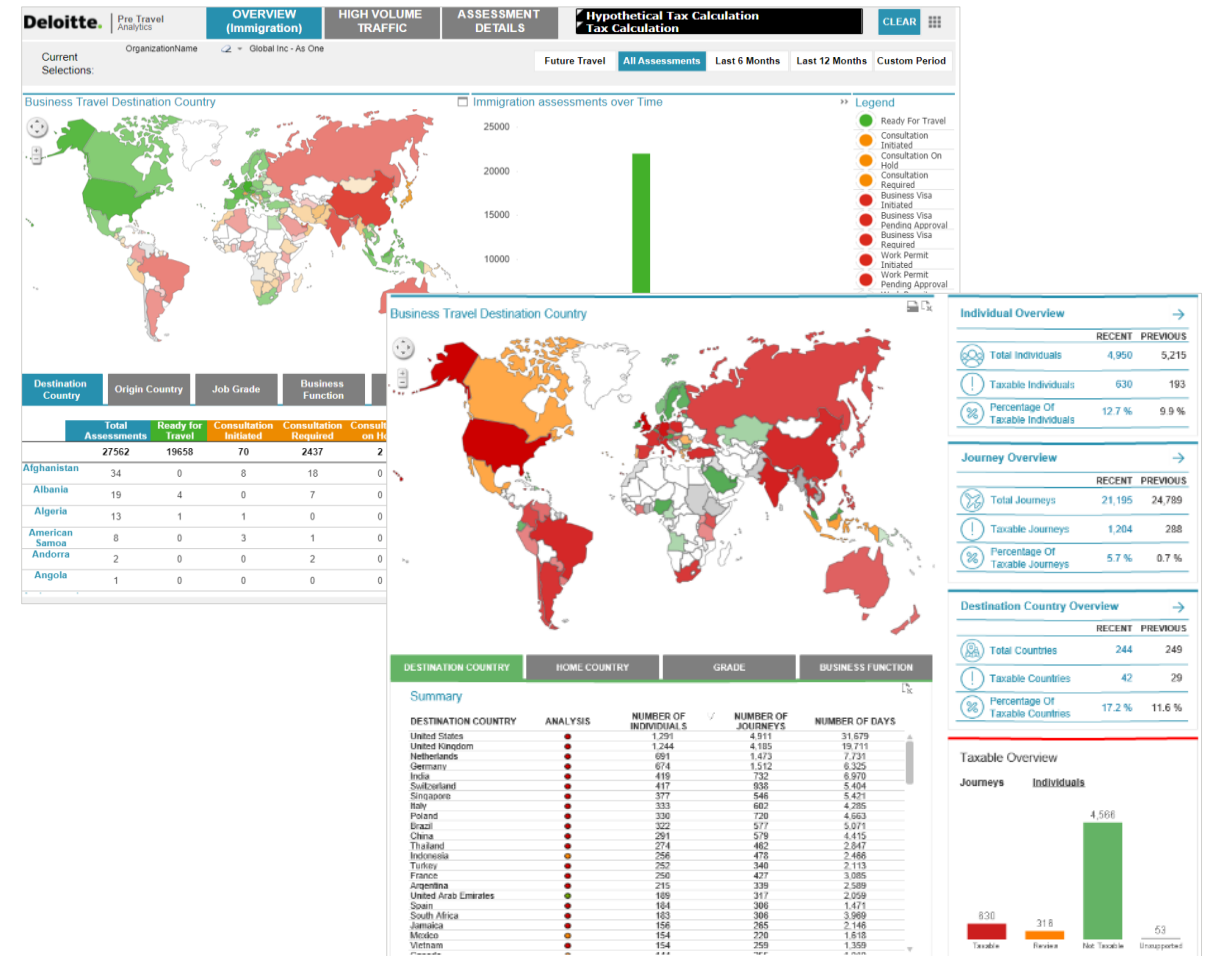 Deloitte. Pre Travel Analytics
OVERVIEW (Immigration)
HIGH VOLUME TRAFFIC
ASSESSMENT DETAILS
Hypothetical Tax Calculation
Tax Calculation
CLEAR
Current Selections:
OrganizationName Global Inc - As One
Future Travel All Assessments Last 6 Months Last 12 Months Custom Period
Business Travel Destination Country
Immigration assessments over Time
25000
20000
15000
10000
Legend
Ready For Travel
Consultation Initiated
Consultation On Hold
Consultation Required
Business Visa Initiated
Business Visa Pending Approval
Business Visa Required
Work Permit Initiated
Work Permit Pending Approval
Destination Country Origin Country Job Grade Business Function
Total Assessments Ready for Travel Consultation Initiated Consultation Required
27562 19658 70 2437 2
Afghanistan 34 0 8 18 0
Albania 19 4 0 7 0
Algeria 13 1 1 0 0
American Samoa 8 0 3 1 0
Andorra 2 0 0 2 0
Angola 1 0 0 0 0
Business Travel Destination Country
DESTINATION COUNTRY HOME COUNTRY GRADE BUSINESS FUNCTION
Summary
DESTINATION COUNTRY ANALYSIS NUMBER OF INDIVIDUALS NUMBER OF JOURNEYS NUMBER OF DAYS
United States 1,291 4,911 31,679
United Kingdom 1,244 4,185 19,711
Netherlands 691 1,473 7,731
Germany 674 1,512 6,325
India 419 732 6,970
Switzerland 417 938 5,404
Singapore 377 546 5,421
Italy 333 602 4,285
Poland 330 720 4,663
Brazil 322 577 5,071
China 291 579 4,415
Thailand 274 462 2,847
Indonesia 256 478 2,466
Turkey 252 340 2,113
France 250 427 3,085
Argentina 215 339 2,589
United Arab Emirates 189 317 2,059
Spain 184 306 1,471
South Africa 183 306 3,969
Jamaica 156 265 2,146
Mexico 154 220 1,618
Vietnam 154 259 1,359
Individual Overview
RECENT PREVIOUS
Total Individuals 4,950 5,215
Taxable Individuals 630 193
Percentage Of Taxable Individuals 12.7 % 9.9 %
Journey Overview
RECENT PREVIOUS
Total Journeys 21,195 24,789
Taxable Journeys 1,204 288
Percentage Of Taxable Journeys 5.7 % 0.7 %
Destination Country Overview
RECENT PREVIOUS
Total Countries 244 249
Taxable Countries 42 29
Percentage Of Taxable Countries 17.2 % 11.6 %
Taxable Overview
Journeys Individuals
4,566
630
316
53
Taxable Review Not Taxable Unsupported